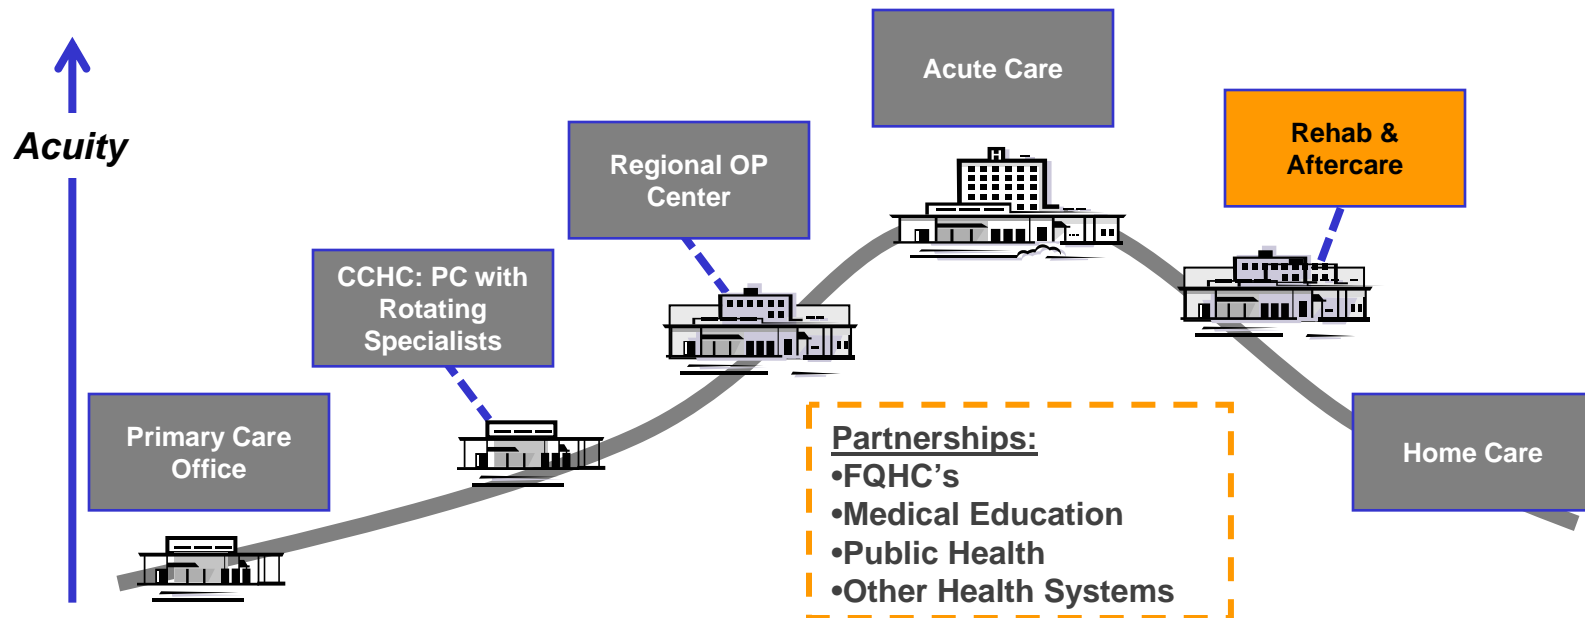 Acuity
Primary Care
Office
CCHC: PC with
Rotating
Specialists
Regional OP
Center
Acute Care
Rehab &
Aftercare
Home Care
Partnerships:
•FQHC's
•Medical Education
•Public Health
•Other Health Systems
H